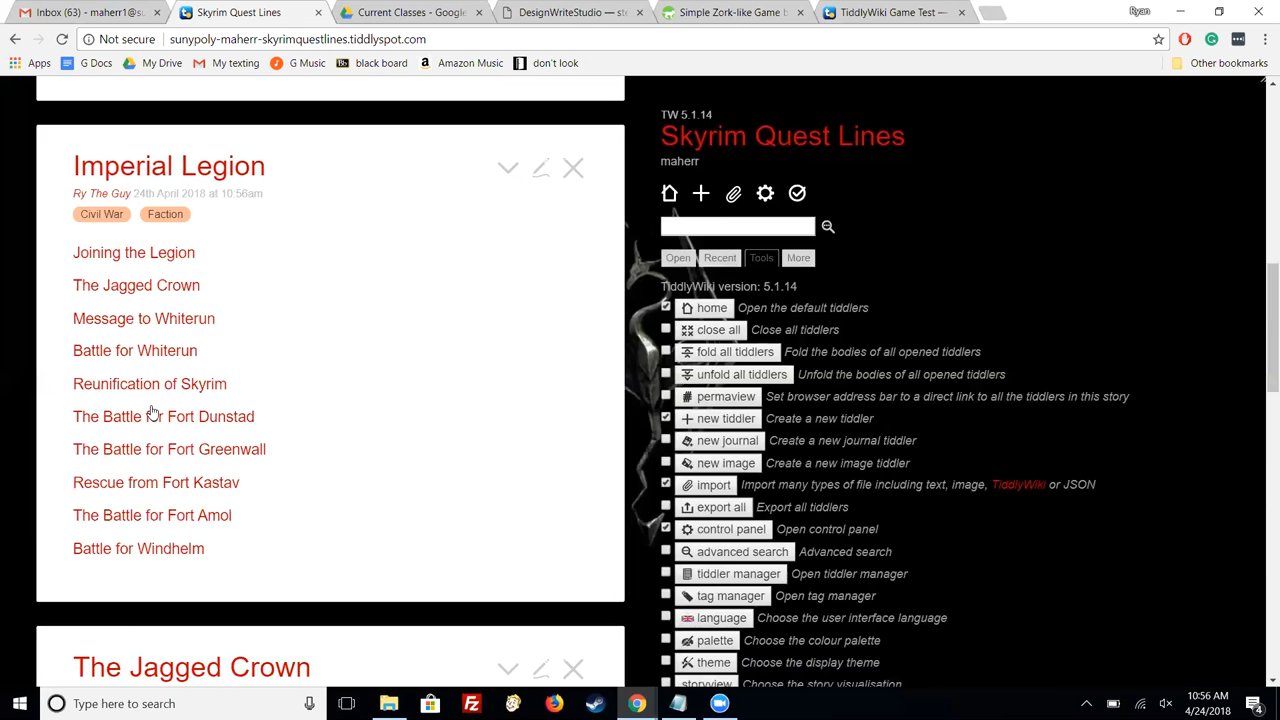 M Inbox (17) - maherr@su
Skyrim Quest Lines
Current Classes - Google
DesignWriteStudio — ste
Simple Zork-like Game b
TiddlyWiki Game Test —
Ryan
Not secure | sunypoly-maherr-skyrimquestlines.tiddlyspot.com
Apps G Docs My Drive My texting G Music black board Amazon Music don't look Other bookmarks
Imperial Legion
Ry The Guy 24th April 2018 at 10:56am
Civil War Faction
Joining the Legion
The Jagged Crown
Message to Whiterun
Battle for Whiterun
Reunification of Skyrim
The Battle for Fort Dunstad
The Battle for Fort Greenwall
Rescue from Fort Kastav
The Battle for Fort Amol
Battle for Windhelm
The Jagged Crown
TW 5.1.14
Skyrim Quest Lines
maherr
Open Recent Tools More
TiddlyWiki version: 5.1.14
home Open the default tiddlers
close all Close all tiddlers
fold all tiddlers Fold the bodies of all opened tiddlers
unfold all tiddlers Unfold the bodies of all opened tiddlers
permaview Set browser address bar to a direct link to all the tiddlers in this story
new tiddler Create a new tiddler
new journal Create a new journal tiddler
new image Create a new image tiddler
import Import many types of file including text, image, TiddlyWiki or JSON
export all Export all tiddlers
control panel Open control panel
advanced search Advanced search
tiddler manager Open tiddler manager
tag manager Open tag manager
language Choose the user interface language
palette Choose the colour palette
theme Choose the display theme
storyview Choose the story visualisation
Type here to search
10:56 AM
4/24/2018
4